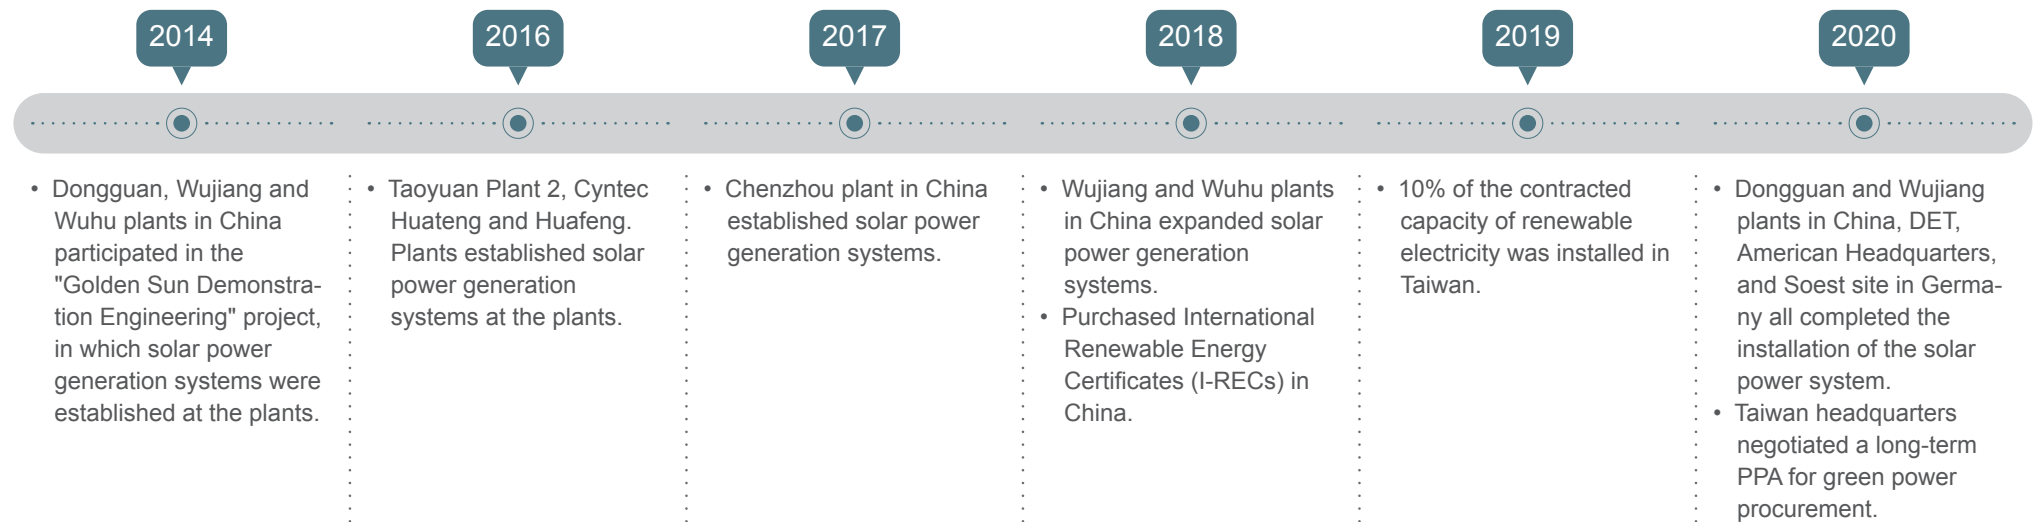 2014
2016
2017
2018
2019
2020
• Dongguan, Wujiang and
Wuhu plants in China
participated in the
"Golden Sun Demonstra-
tion Engineering" project,
in which solar power
generation systems were
established at the plants.
• Taoyuan Plant 2, Cyntec
Huateng and Huafeng.
Plants established solar
power generation
systems at the plants.
• Chenzhou plant in China
established solar power
generation systems.
• Wujiang and Wuhu plants
in China expanded solar
power generation
systems.
• Purchased International
Renewable Energy
Certificates (I-RECs) in
China.
• 10% of the contracted
capacity of renewable
electricity was installed in
Taiwan.
• Dongguan and Wujiang
plants in China, DET,
American Headquarters,
and Soest site in Germa-
ny all completed the
installation of the solar
power system.
• Taiwan headquarters
negotiated a long-term
PPA for green power
procurement.